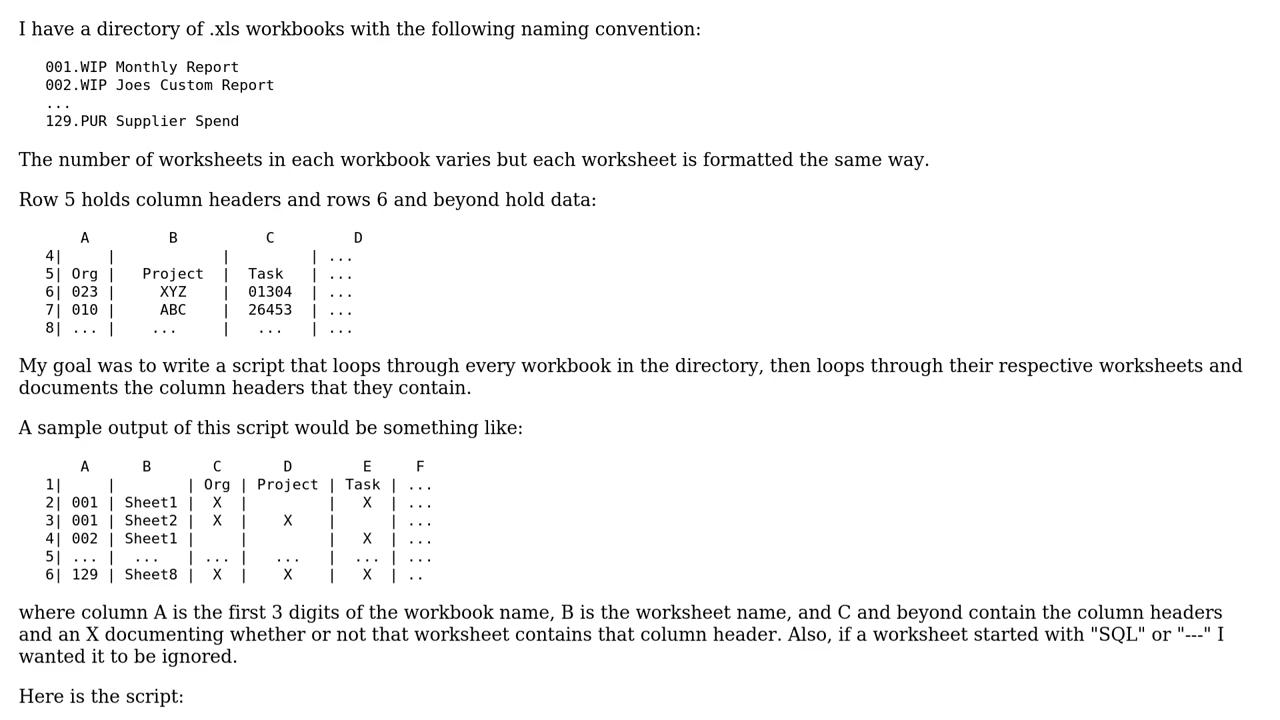 I have a directory of .xls workbooks with the following naming convention:
001.WIP Monthly Report
002.WIP Joes Custom Report
...
129.PUR Supplier Spend
The number of worksheets in each workbook varies but each worksheet is formatted the same way.
Row 5 holds column headers and rows 6 and beyond hold data:
    A         B          C         D
4|     |             |          | ...
5| Org |   Project  |  Task   | ...
6| 023 |     XYZ    |  01304  | ...
7| 010 |     ABC    |  26453  | ...
8| ... |    ...     |   ...   | ...
My goal was to write a script that loops through every workbook in the directory, then loops through their respective worksheets and
documents the column headers that they contain.
A sample output of this script would be something like:
    A      B       C       D        E     F
1|     |        | Org | Project | Task | ...
2| 001 | Sheet1 |  X  |         |   X  | ...
3| 001 | Sheet2 |  X  |    X    |      | ...
4| 002 | Sheet1 |     |         |   X  | ...
5| ... |  ...   | ... |   ...   |  ... | ...
6| 129 | Sheet8 |  X  |    X    |   X  | ..
where column A is the first 3 digits of the workbook name, B is the worksheet name, and C and beyond contain the column headers
and an X documenting whether or not that worksheet contains that column header. Also, if a worksheet started with "SQL" or "---" I
wanted it to be ignored.
Here is the script: